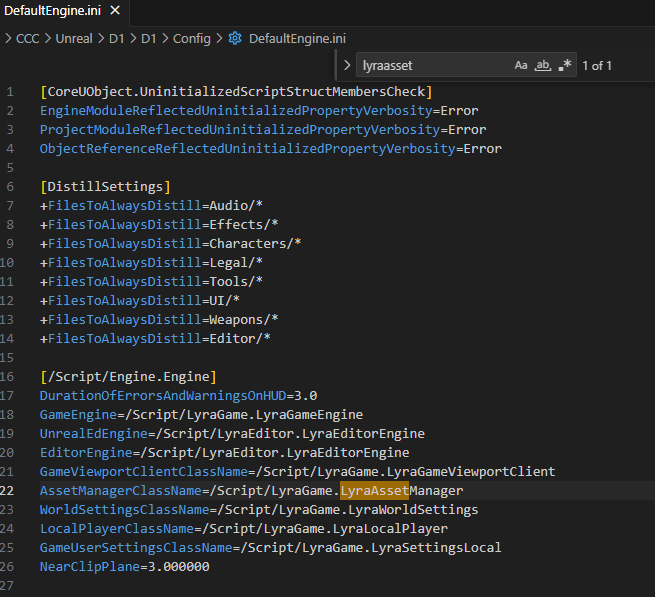 DefaultEngine.ini ×
> CCC > Unreal > D1 > D1 > Config > DefaultEngine.ini
> lyraasset Aa ab .* 1 of 1
1 [CoreUObject.UninitializedScriptStructMembersCheck]
2 EngineModuleReflectedUninitializedPropertyVerbosity=Error
3 ProjectModuleReflectedUninitializedPropertyVerbosity=Error
4 ObjectReferenceReflectedUninitializedPropertyVerbosity=Error
5
6 [DistillSettings]
7 +FilesToAlwaysDistill=Audio/*
8 +FilesToAlwaysDistill=Effects/*
9 +FilesToAlwaysDistill=Characters/*
10 +FilesToAlwaysDistill=Legal/*
11 +FilesToAlwaysDistill=Tools/*
12 +FilesToAlwaysDistill=UI/*
13 +FilesToAlwaysDistill=Weapons/*
14 +FilesToAlwaysDistill=Editor/*
15
16 [/Script/Engine.Engine]
17 DurationOfErrorsAndWarningsOnHUD=3.0
18 GameEngine=/Script/LyraGame.LyraGameEngine
19 UnrealEdEngine=/Script/LyraEditor.LyraEditorEngine
20 EditorEngine=/Script/LyraEditor.LyraEditorEngine
21 GameViewportClientClassName=/Script/LyraGame.LyraGameViewportClient
22 AssetManagerClassName=/Script/LyraGame.LyraAssetManager
23 WorldSettingsClassName=/Script/LyraGame.LyraWorldSettings
24 LocalPlayerClassName=/Script/LyraGame.LyraLocalPlayer
25 GameUserSettingsClassName=/Script/LyraGame.LyraSettingsLocal
26 NearClipPlane=3.000000
27